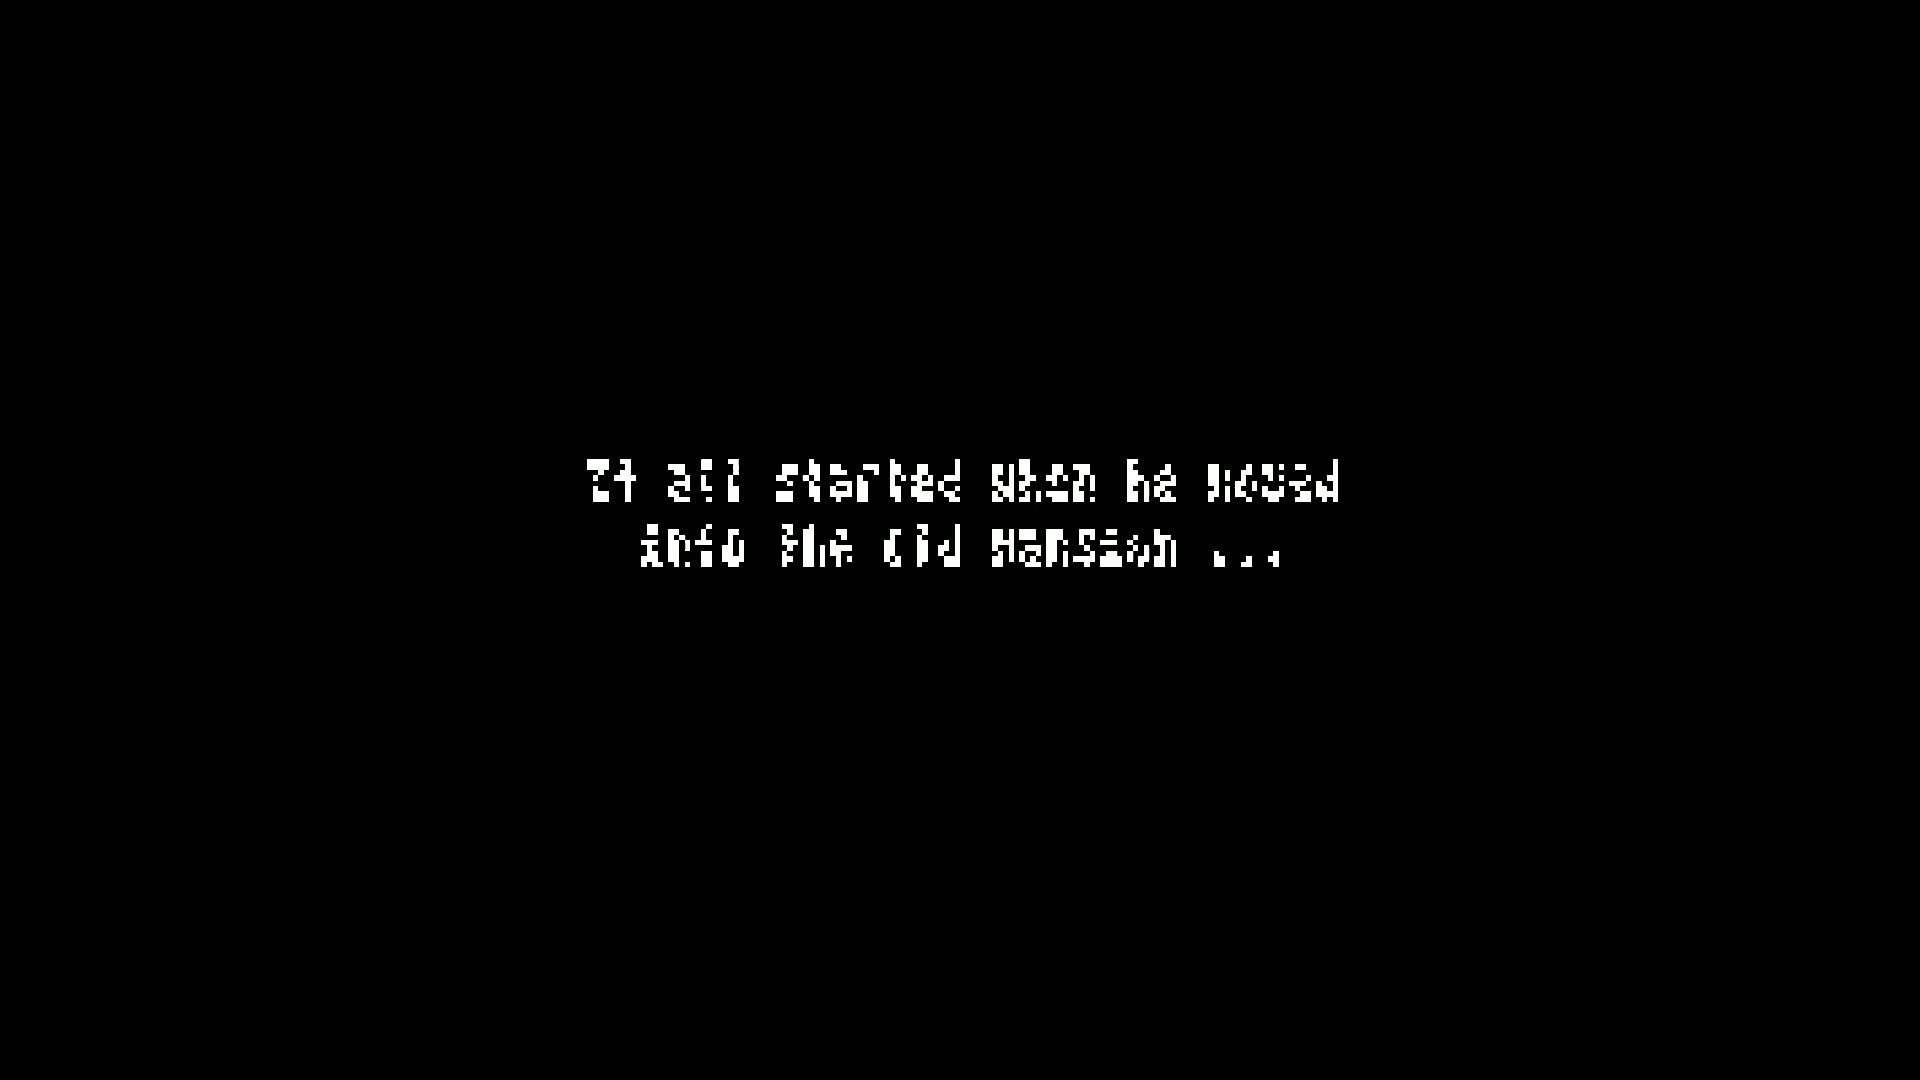 It all started when he moved
into the old Mansion ...